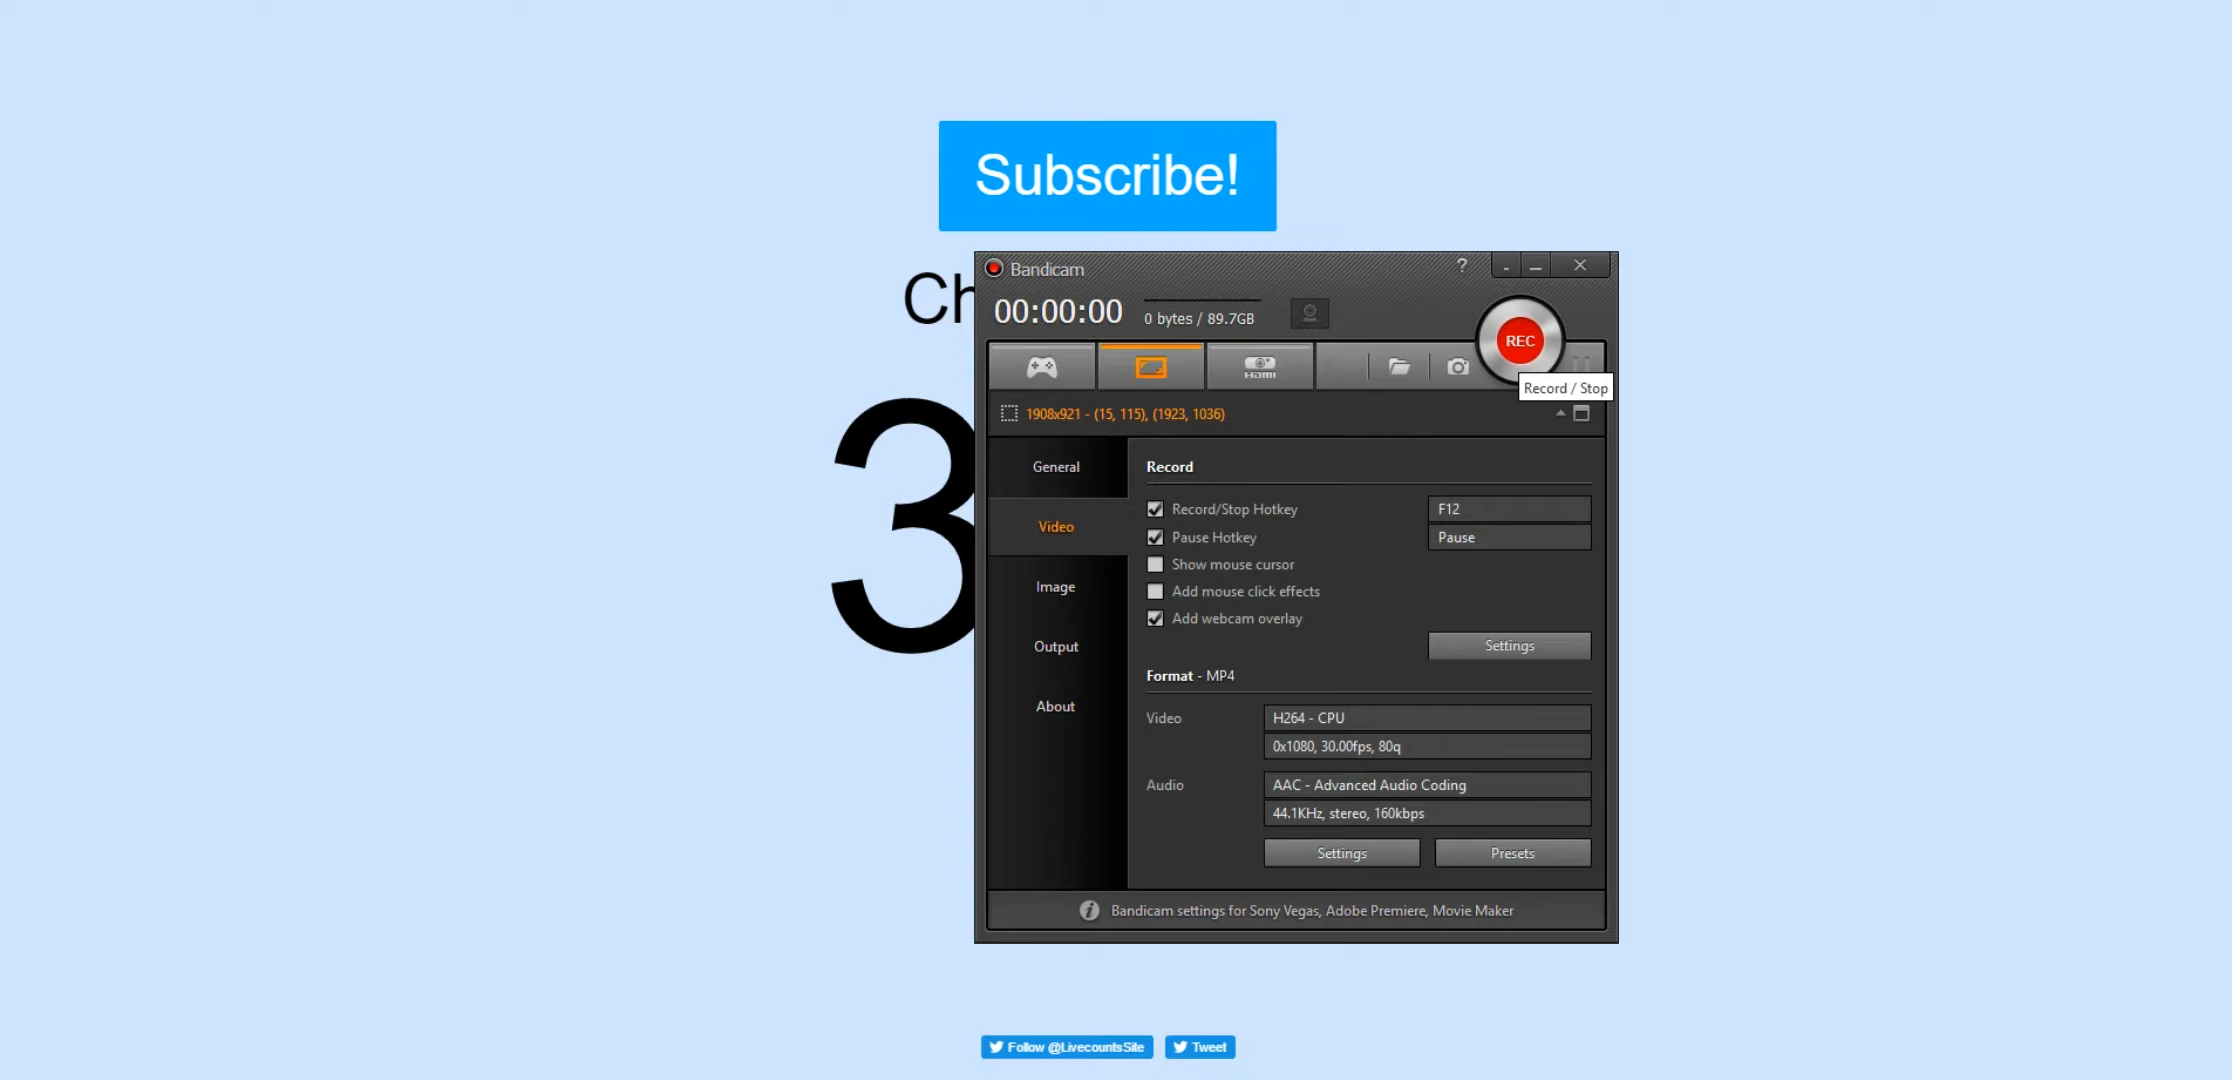 Subscribe!
Ch
3
Bandicam
?
00:00:00
0 bytes / 89.7GB
REC
HDMI
Record / Stop
1908x921 - (15, 115), (1923, 1036)
General
Video
Image
Output
About
Record
Record/Stop Hotkey
F12
Pause Hotkey
Pause
Show mouse cursor
Add mouse click effects
Add webcam overlay
Settings
Format - MP4
Video
H264 - CPU
0x1080, 30.00fps, 80q
Audio
AAC - Advanced Audio Coding
44.1KHz, stereo, 160kbps
Settings
Presets
Bandicam settings for Sony Vegas, Adobe Premiere, Movie Maker
Follow @LivecountsSite
Tweet